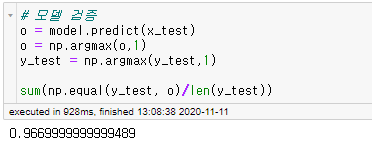 # 모델 검증
o = model.predict(x_test)
o = np.argmax(o,1)
y_test = np.argmax(y_test,1)
sum(np.equal(y_test, o)/len(y_test))
executed in 928ms, finished 13:08:38 2020-11-11
0.9669999999999489